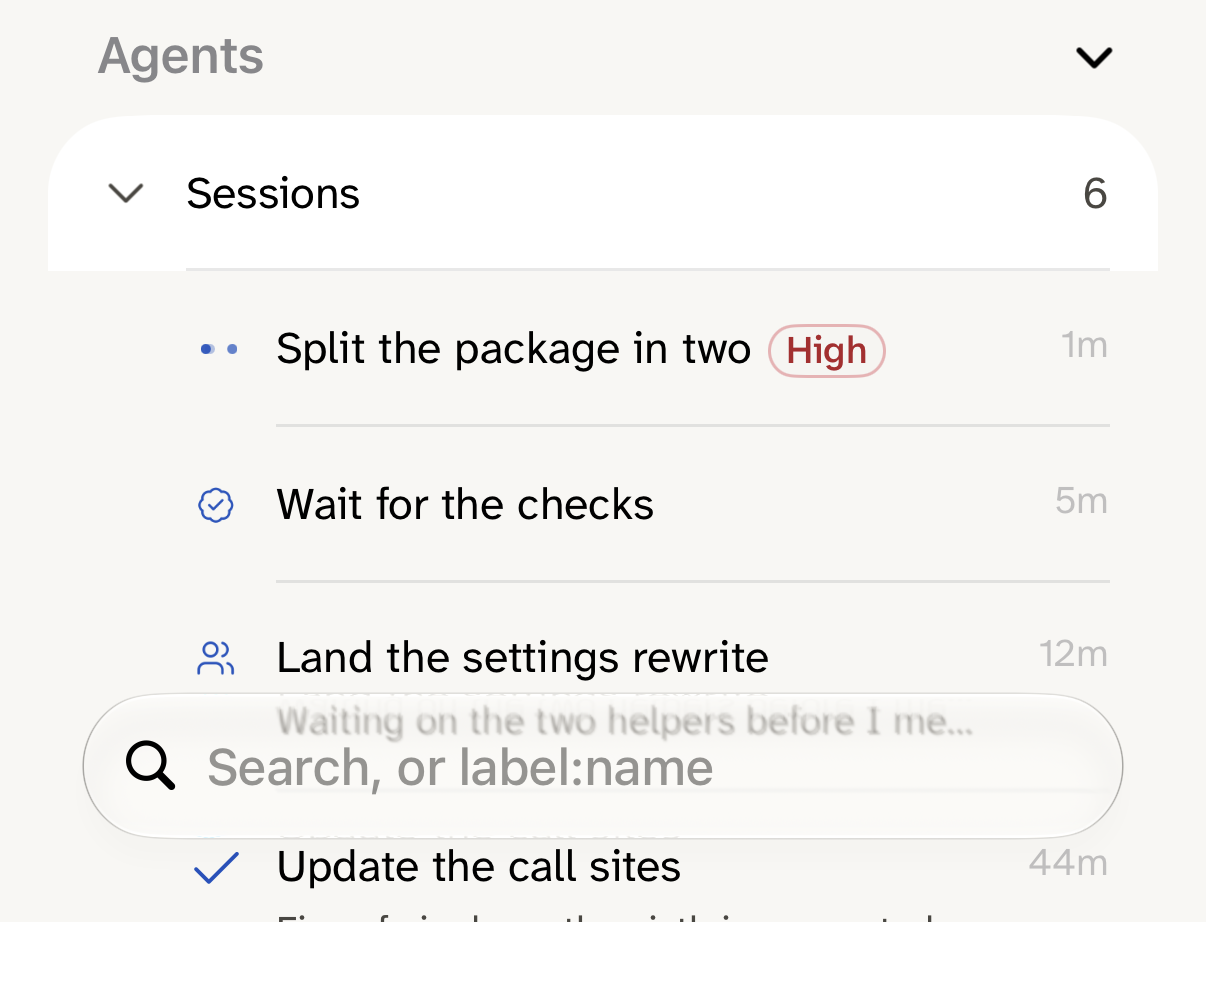 Agents
Sessions 6
Split the package in two High 1m
Wait for the checks 5m
Land the settings rewrite 12m
Waiting on the two helpers before I me…
Search, or label:name
Update the call sites 44m